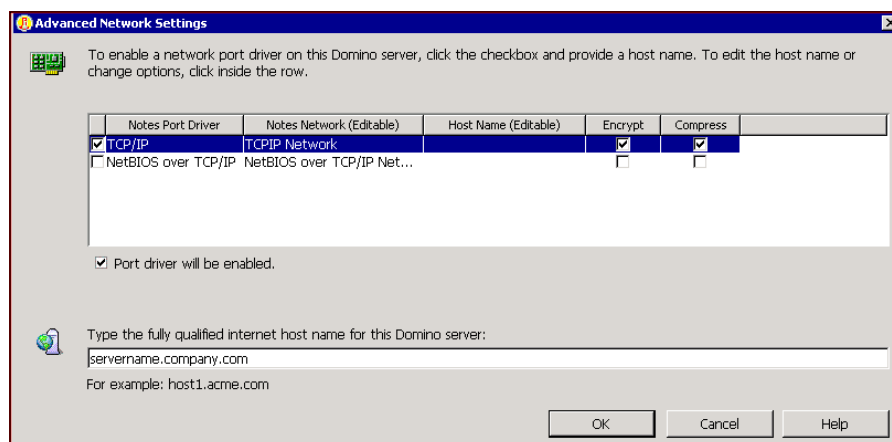 Advanced Network Settings
To enable a network port driver on this Domino server, click the checkbox and provide a host name. To edit the host name or
change options, click inside the row.
Notes Port Driver Notes Network (Editable) Host Name (Editable) Encrypt Compress
TCP/IP TCPIP Network
NetBIOS over TCP/IP NetBIOS over TCP/IP Net...
Port driver will be enabled.
Type the fully qualified internet host name for this Domino server:
servername.company.com
For example: host1.acme.com
OK Cancel Help